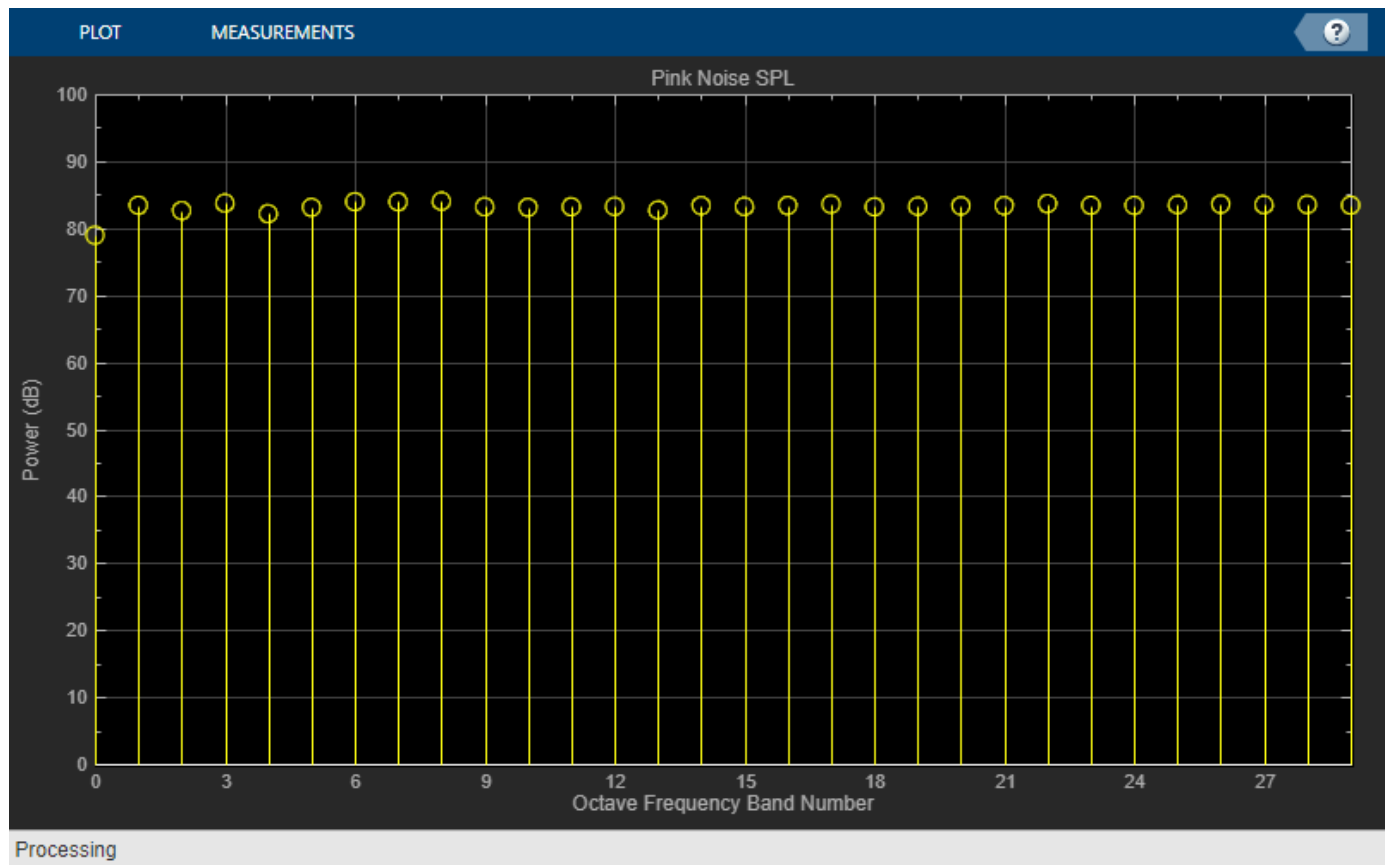 PLOT MEASUREMENTS ?
Pink Noise SPL
100
90
80
70
60
50
40
30
20
10
0
Power (dB)
0 3 6 9 12 15 18 21 24 27
Octave Frequency Band Number
Processing